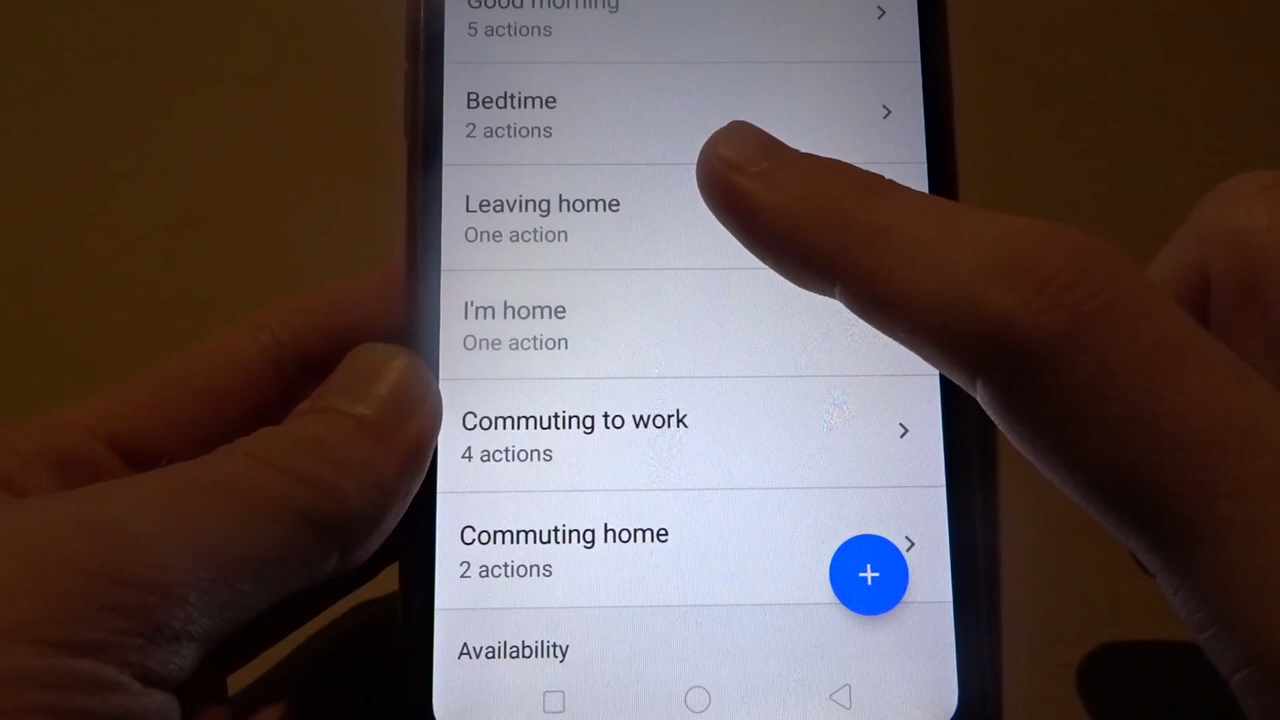 Good morning
5 actions
Bedtime
2 actions
Leaving home
One action
I'm home
One action
Commuting to work
4 actions
Commuting home
2 actions
Availability